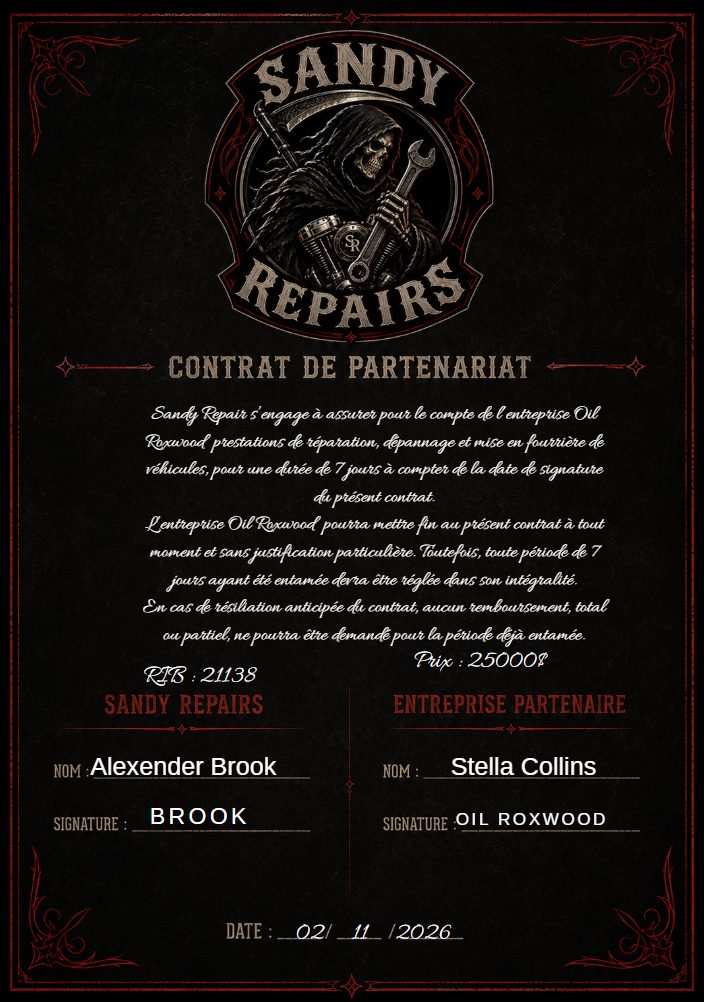 SANDY
SR
REPAIRS
CONTRAT DE PARTENARIAT
Sandy Repair s'engage à assurer pour le compte de l'entreprise Oil
Roxwood prestations de réparation, dépannage et mise en fourrière de
véhicules, pour une durée de 7 jours à compter de la date de signature
du présent contrat.
L'entreprise Oil Roxwood pourra mettre fin au présent contrat à tout
moment et sans justification particulière. Toutefois, toute période de 7
jours ayant été entamée devra être réglée dans son intégralité.
En cas de résiliation anticipée du contrat, aucun remboursement, total
ou partiel, ne pourra être demandé pour la période déjà entamée.
RIB : 21138
Prix : 25000$
SANDY REPAIRS
NOM : Alexender Brook
SIGNATURE : BROOK
ENTREPRISE PARTENAIRE
NOM : Stella Collins
SIGNATURE : OIL ROXWOOD
DATE : 02/ 11 /2026